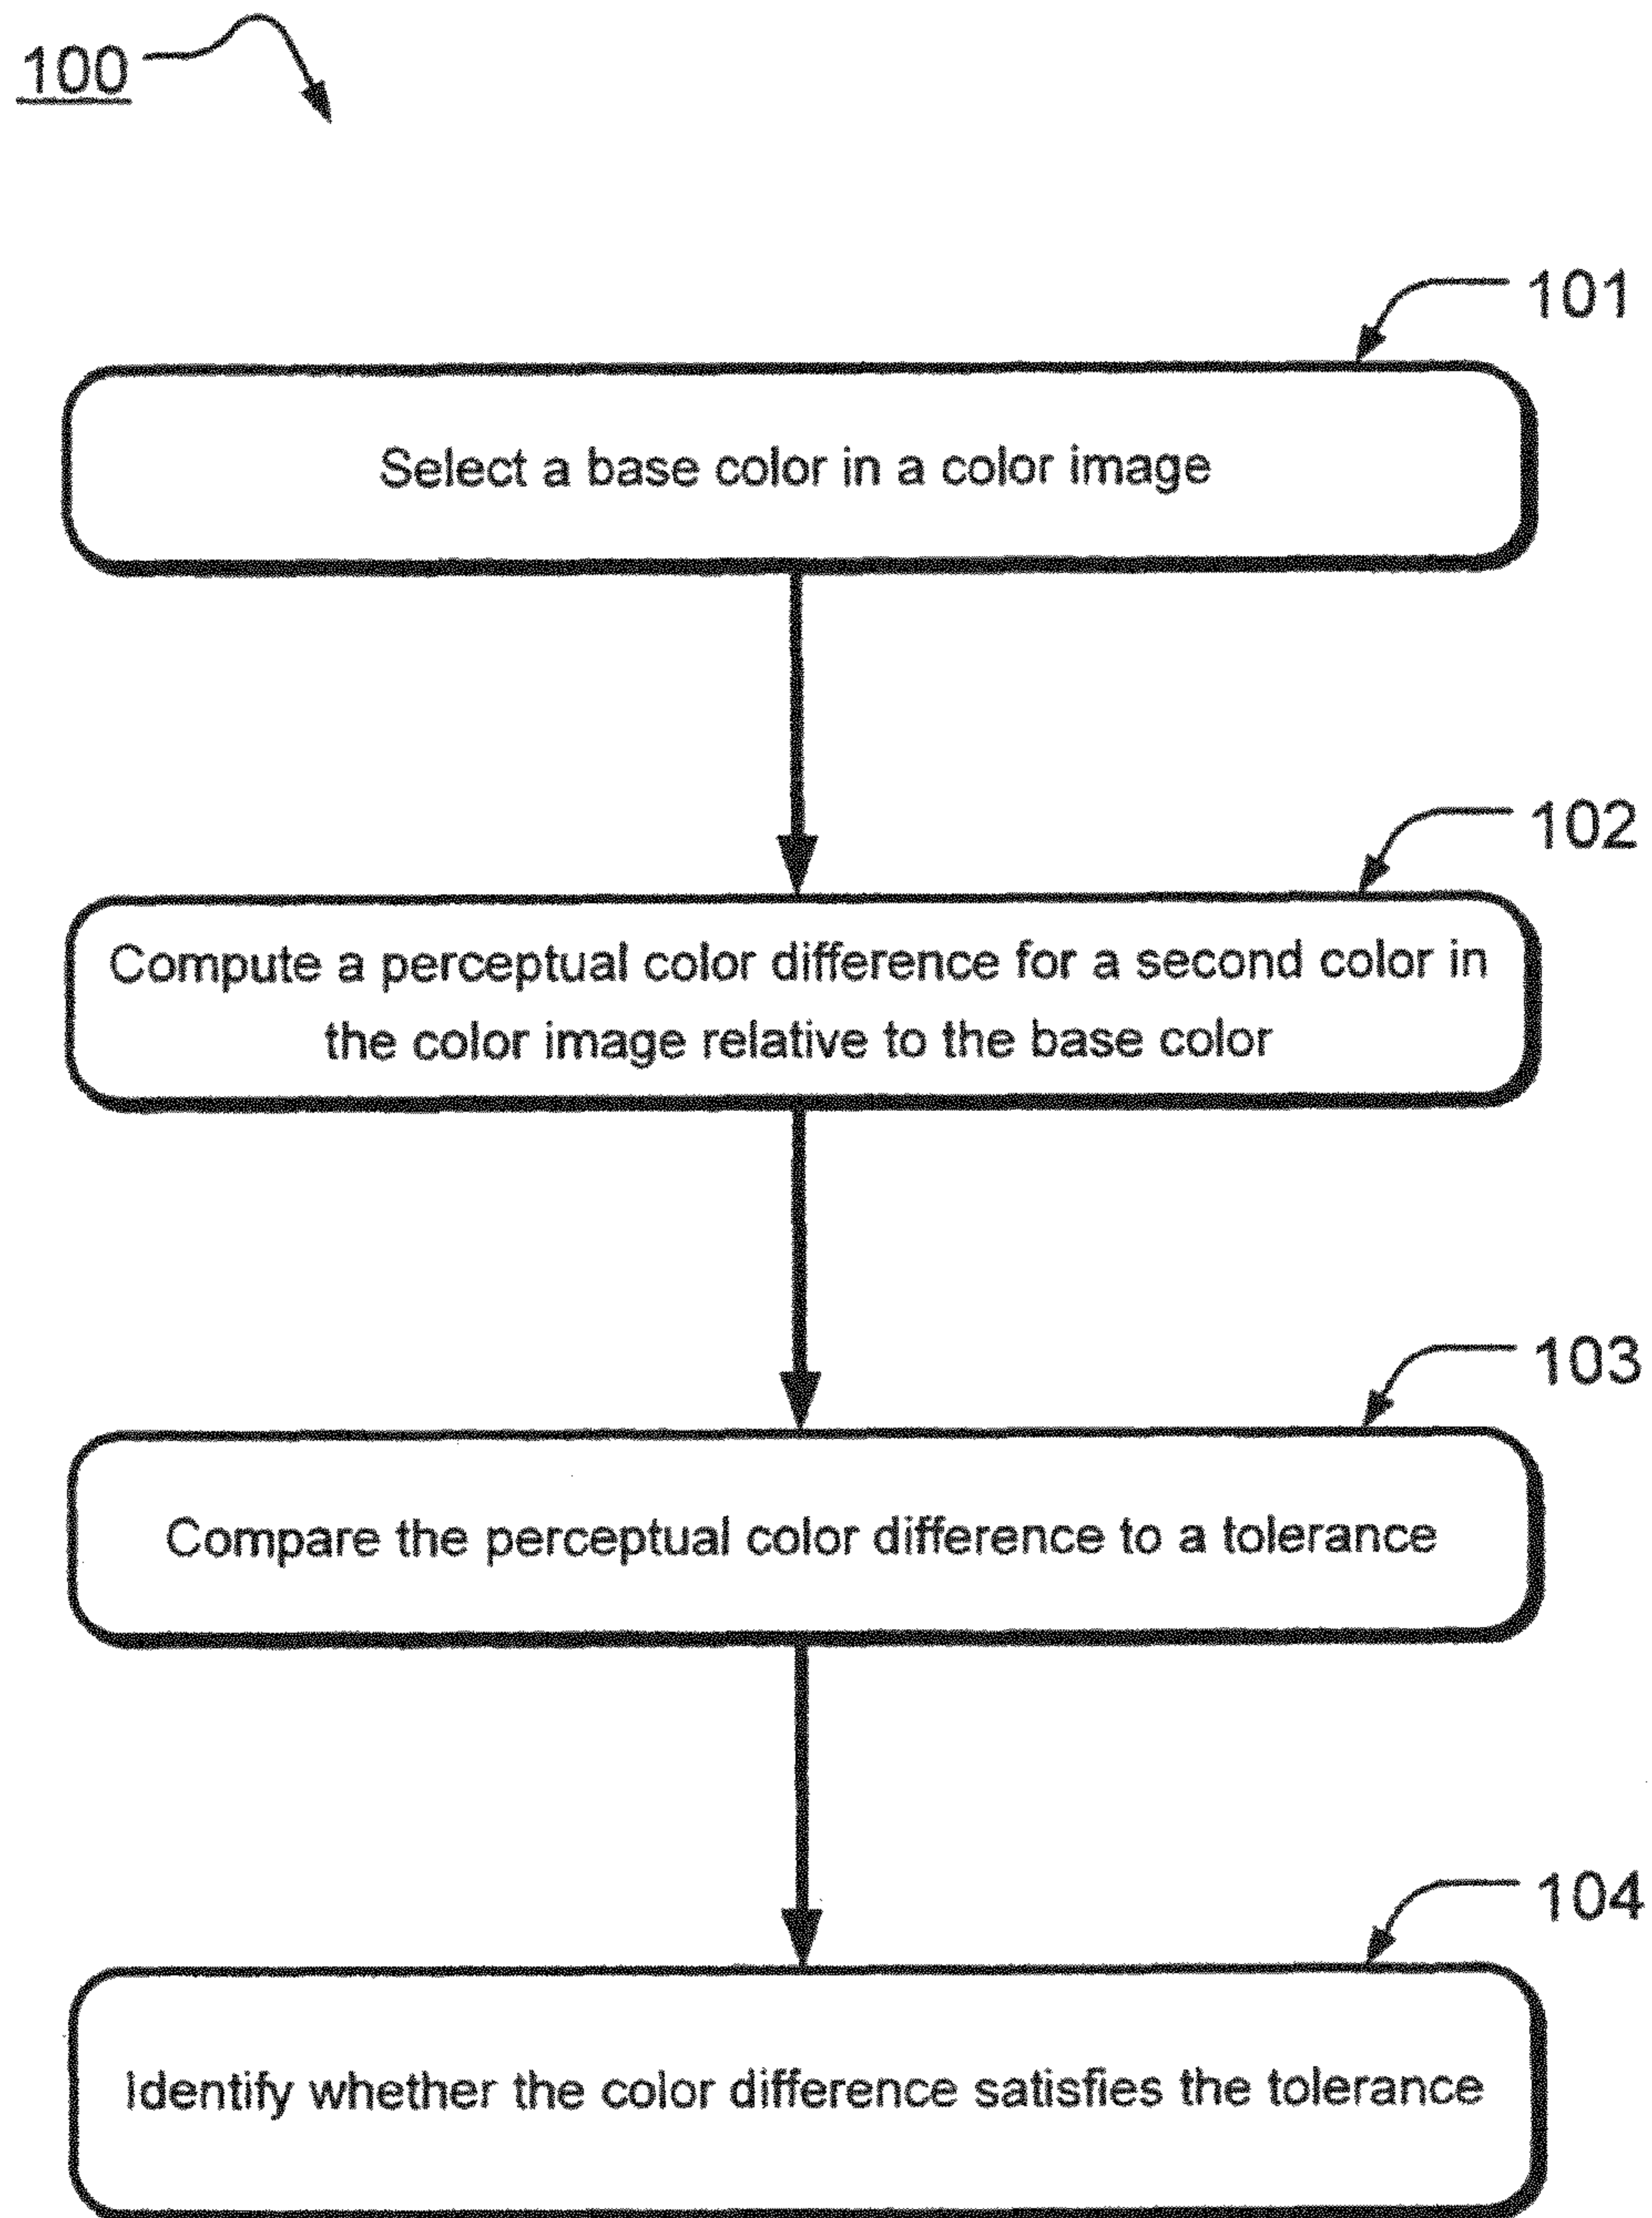 100
101
Select a base color in a color image
102
Compute a perceptual color difference for a second color in
the color image relative to the base color
103
Compare the perceptual color difference to a tolerance
104
Identify whether the color difference satisfies the tolerance